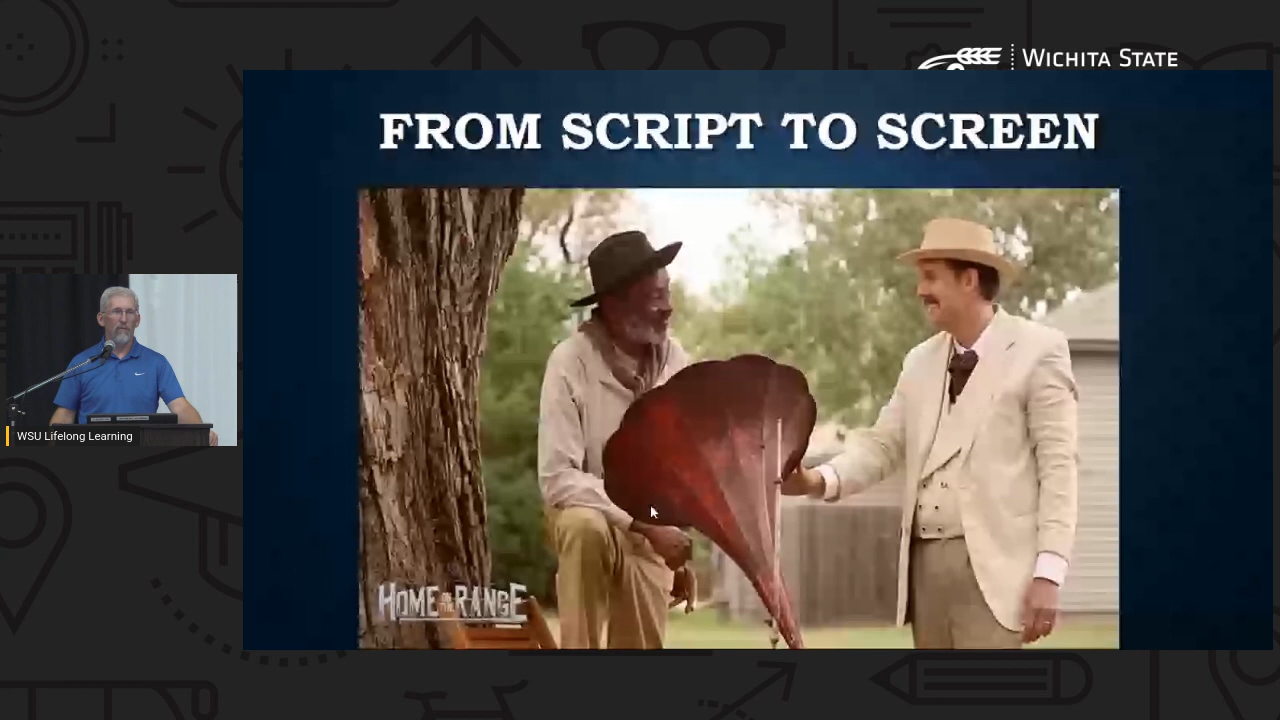 WICHITA STATE
FROM SCRIPT TO SCREEN
WSU Lifelong Learning
HOME ON THE RANGE